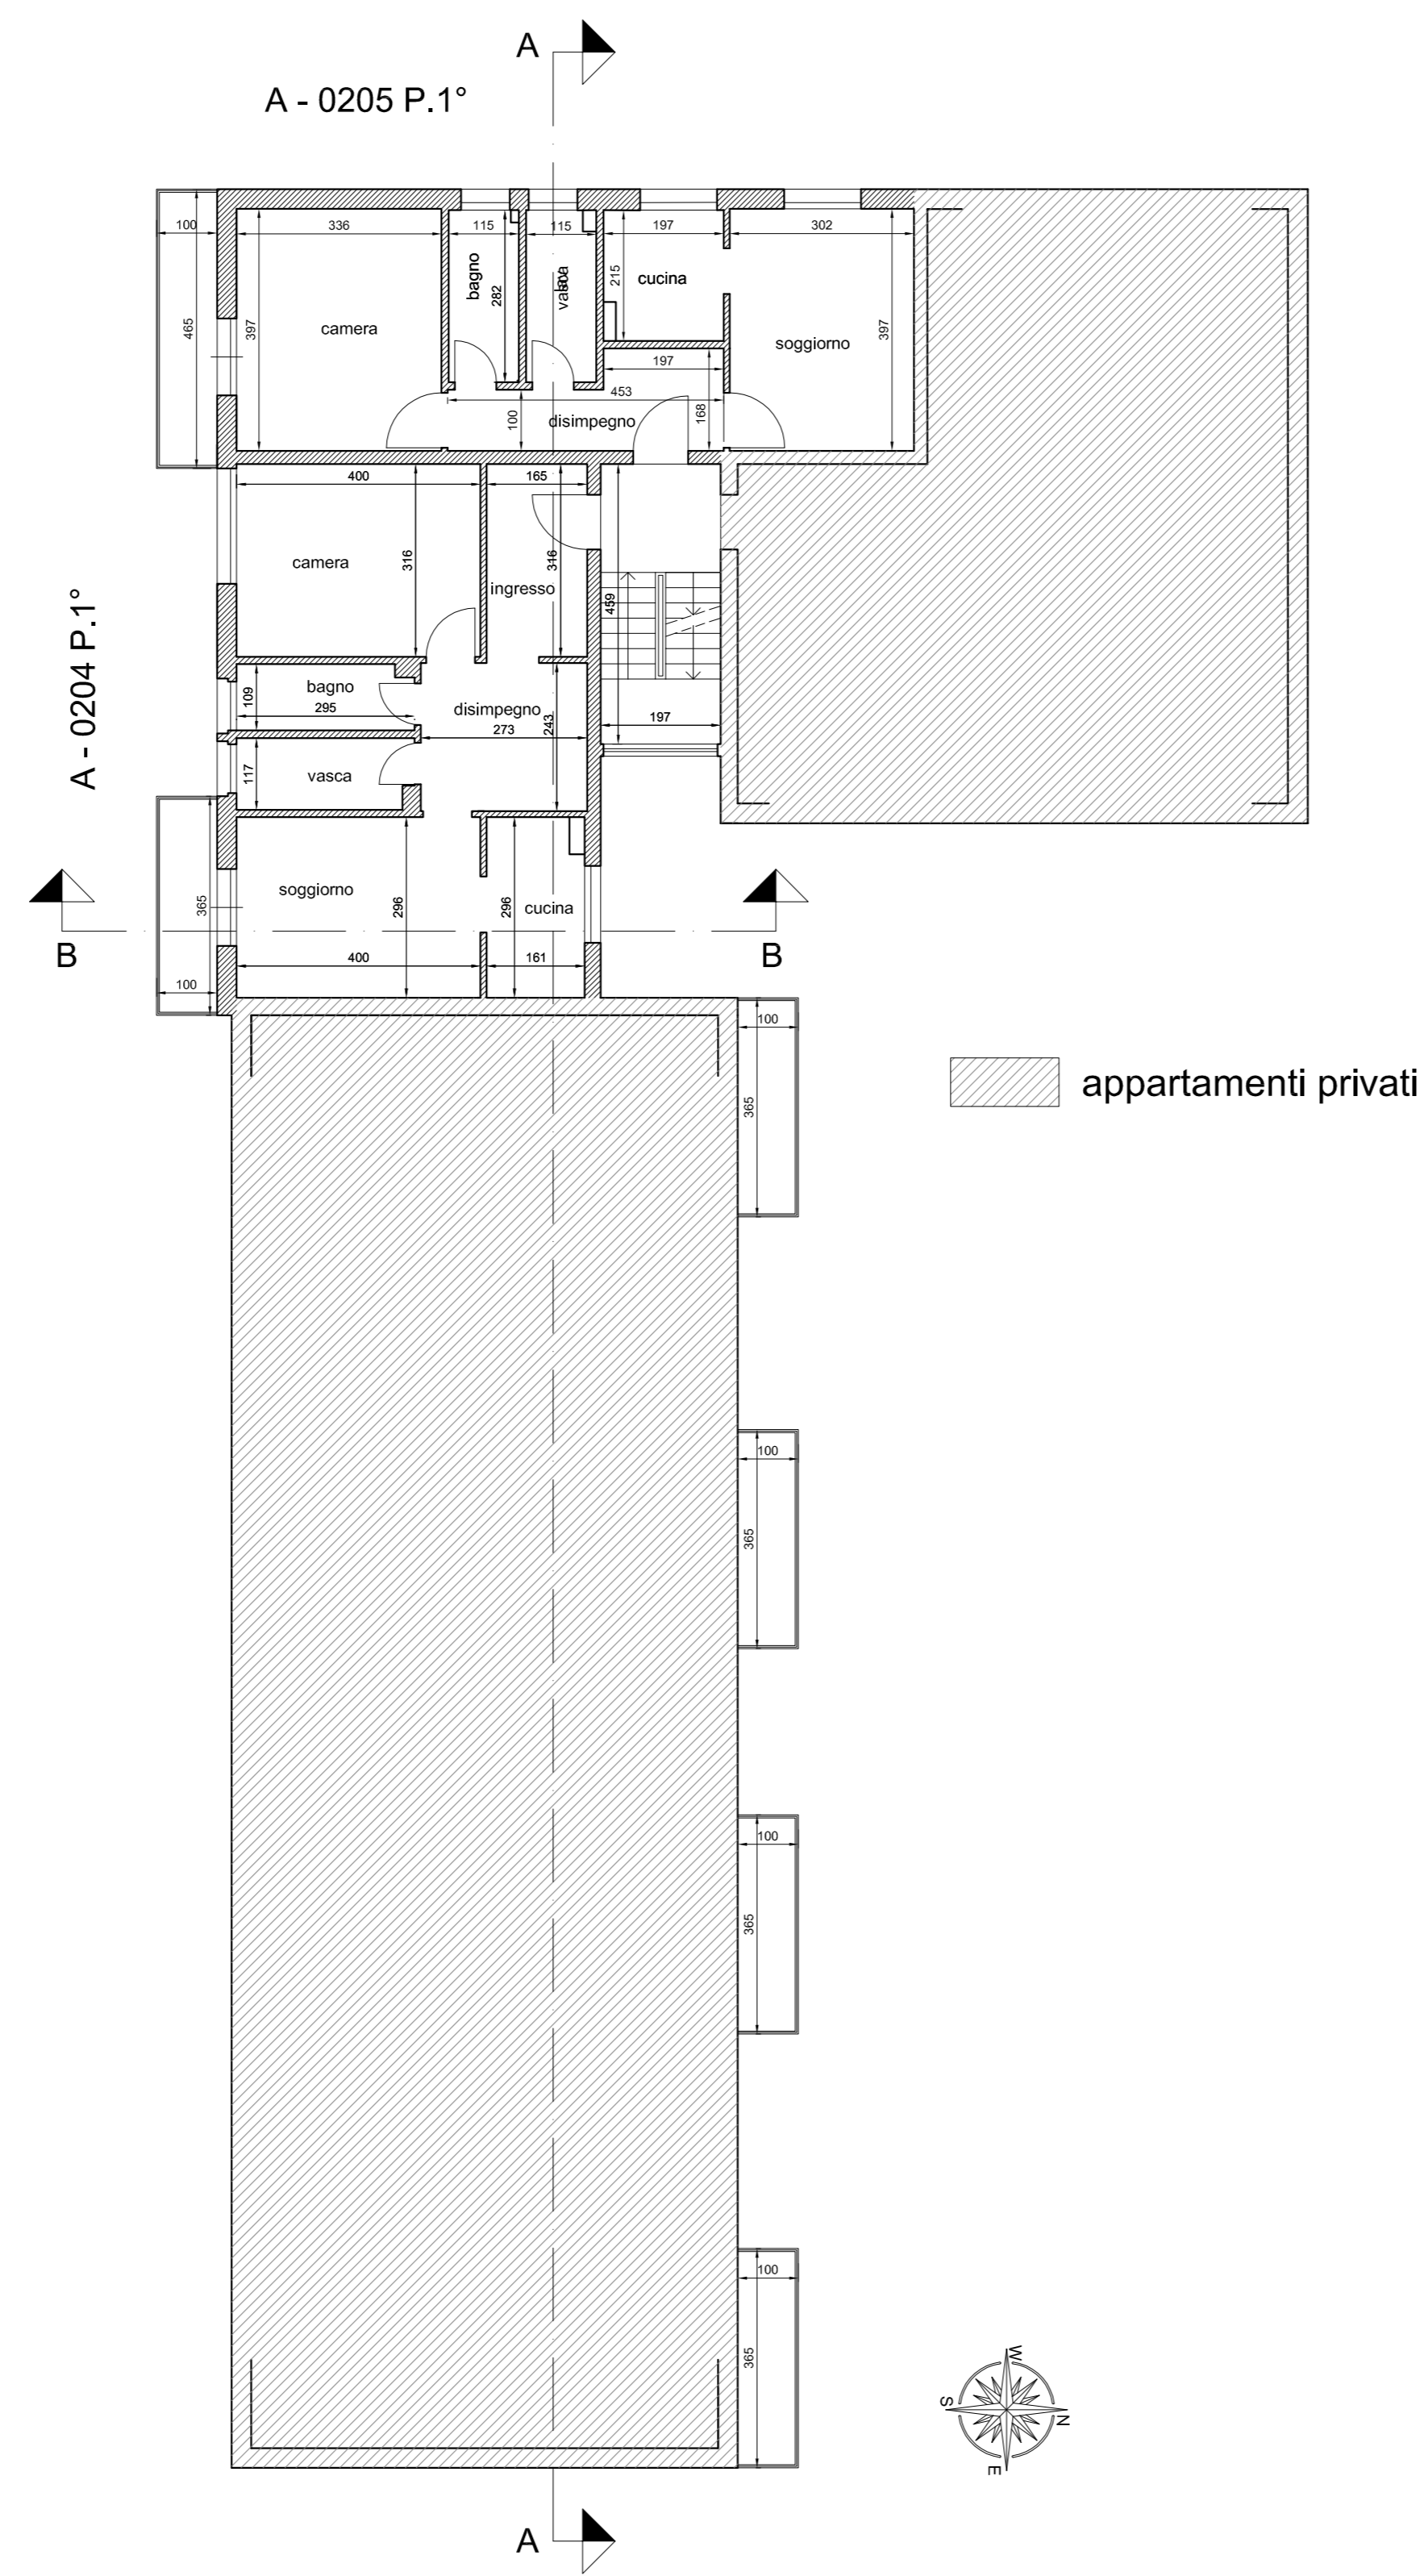 A
A - 0205 P.1°
100
336
115
115
197
302
465
397
bagno
282
vasca
215
cucina
camera
soggiorno
397
197
453
100
disimpegno
168
400
165
camera
316
316
ingresso
459
A - 0204 P.1°
bagno
109
295
disimpegno
273
243
197
117
vasca
365
soggiorno
296
296
cucina
B
B
400
161
100
100
365
appartamenti privati
100
365
100
365
100
365
W
S
N
E
A